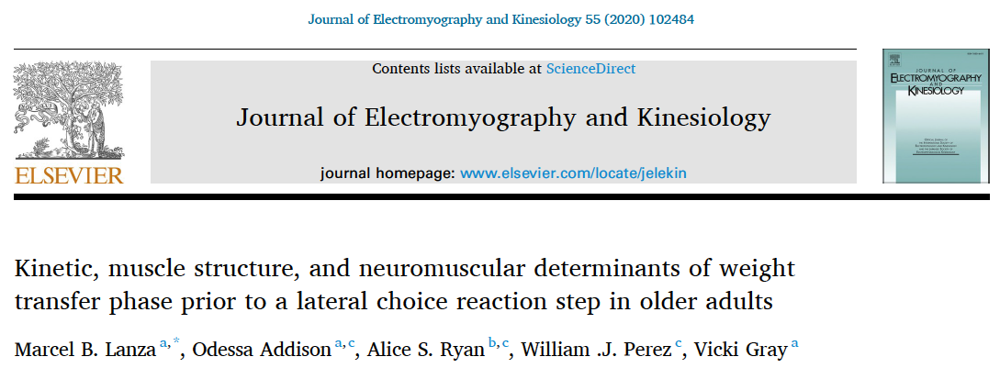 Journal of Electromyography and Kinesiology 55 (2020) 102484
Contents lists available at ScienceDirect
Journal of Electromyography and Kinesiology
journal homepage: www.elsevier.com/locate/jelekin
ELSEVIER
JOURNAL OF
ELECTROMYOGRAPHY
AND
KINESIOLOGY
Kinetic, muscle structure, and neuromuscular determinants of weight
transfer phase prior to a lateral choice reaction step in older adults
Marcel B. Lanza a,*, Odessa Addison a,c, Alice S. Ryan b,c, William .J. Perez c, Vicki Gray a